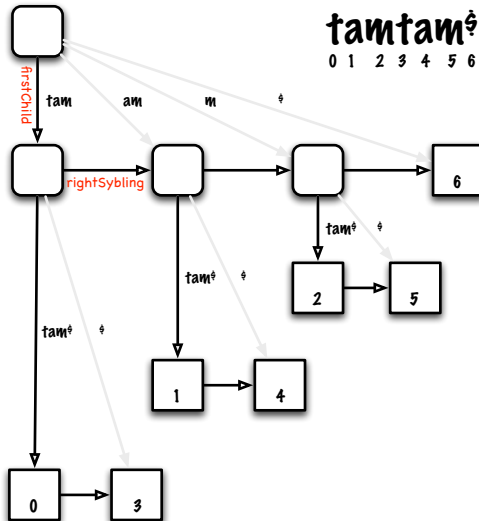 tamtam$
0 1 2 3 4 5 6
firstChild
tam am m $
rightSybling
6
tam$ $
2 5
tam$ $
1 4
tam$ $
0 3